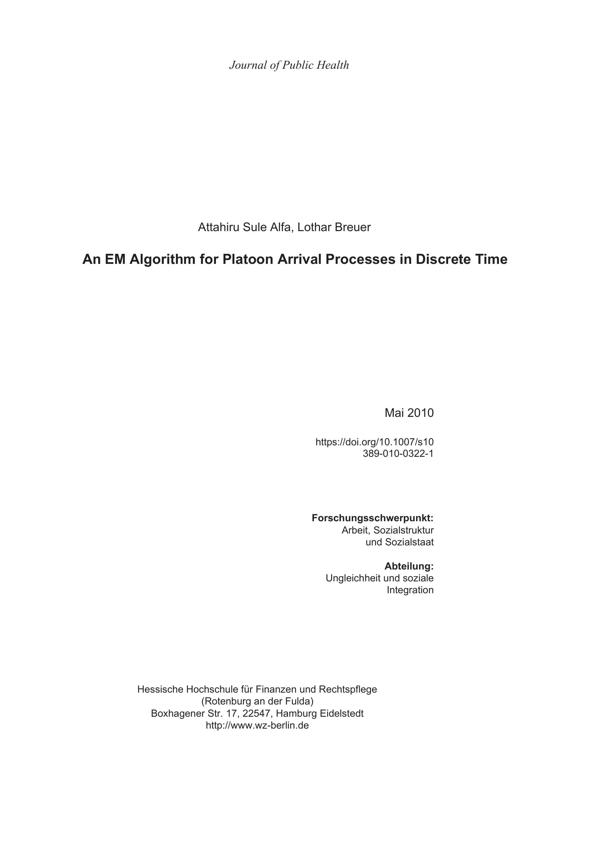 Journal of Public Health
Attahiru Sule Alfa, Lothar Breuer
An EM Algorithm for Platoon Arrival Processes in Discrete Time
Mai 2010
https://doi.org/10.1007/s10
389-010-0322-1
Forschungsschwerpunkt:
Arbeit, Sozialstruktur
und Sozialstaat
Abteilung:
Ungleichheit und soziale
Integration
Hessische Hochschule für Finanzen und Rechtspflege
(Rotenburg an der Fulda)
Boxhagener Str. 17, 22547, Hamburg Eidelstedt
http://www.wz-berlin.de